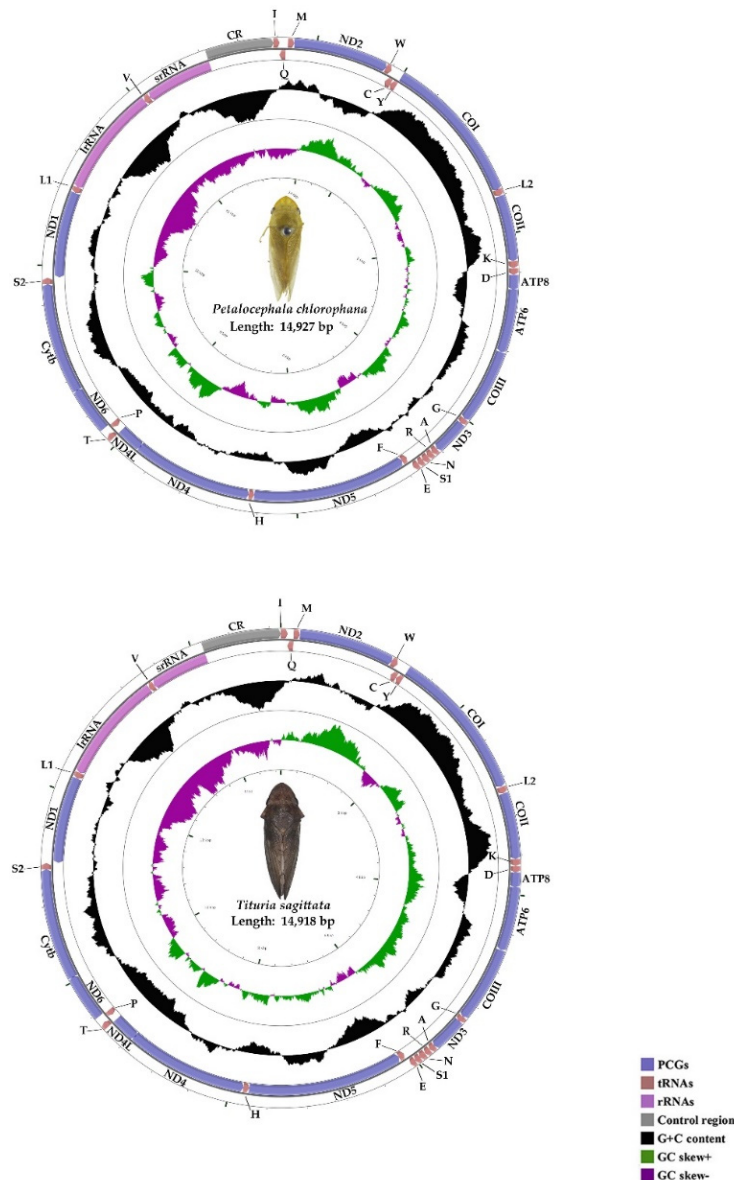 I
M
CR
ND2
W
V
srRNA
Q
C
Y
COI
lrRNA
L1
L2
ND1
COII
K
D
ATP8
S2
Petalocephala chlorophana
Length: 14,927 bp
ATP6
Cytb
COIII
G
A
R
ND3
ND6
P
F
N
T
ND4L
S1
E
ND4
ND5
H
I
M
CR
ND2
W
V
srRNA
Q
C
Y
COI
lrRNA
L1
L2
ND1
COII
K
D
ATP8
S2
Tituria sagittata
Length: 14,918 bp
ATP6
Cytb
COIII
G
A
R
ND3
ND6
P
F
N
T
ND4L
S1
E
ND4
ND5
H
PCGs
tRNAs
rRNAs
Control region
G+C content
GC skew+
GC skew-